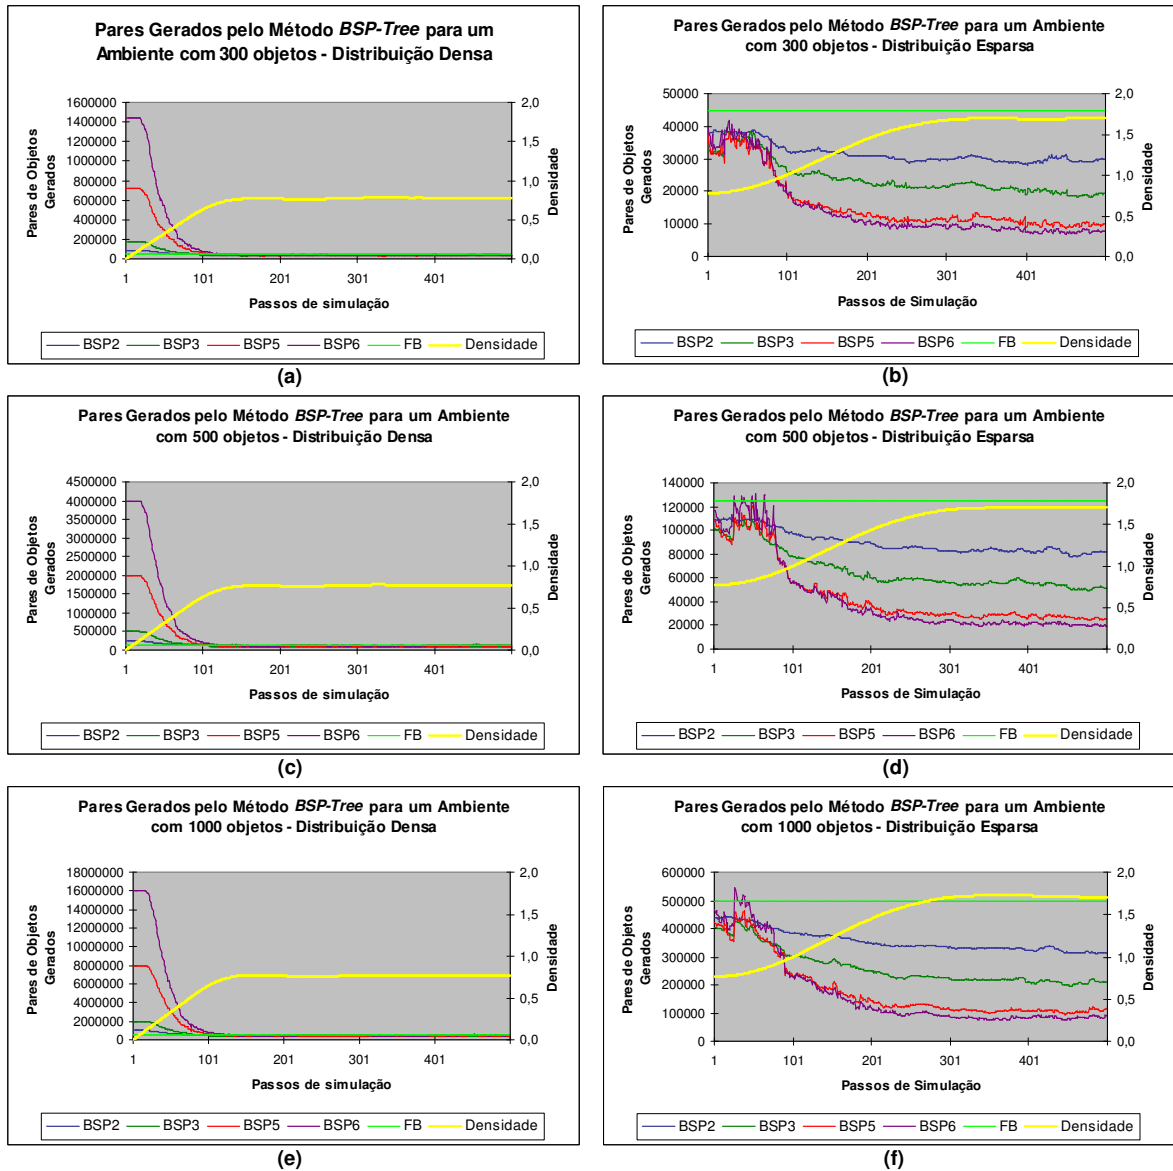 Pares Gerados pelo Método BSP-Tree para um
Ambiente com 300 objetos - Distribuição Densa
Pares de Objetos
Gerados
1600000
1400000
1200000
1000000
800000
600000
400000
200000
0
2,0
1,5
1,0
0,5
0,0
Densidade
1 101 201 301 401
Passos de simulação
BSP2 BSP3 BSP5 BSP6 FB Densidade
(a)
Pares Gerados pelo Método BSP-Tree para um Ambiente
com 300 objetos - Distribuição Esparsa
Pares de Objetos
Gerados
50000
40000
30000
20000
10000
0
2,0
1,5
1,0
0,5
0,0
Densidade
1 101 201 301 401
Passos de Simulação
BSP2 BSP3 BSP5 BSP6 FB Densidade
(b)
Pares Gerados pelo Método BSP-Tree para um Ambiente
com 500 objetos - Distribuição Densa
Pares de Objetos
Gerados
4500000
4000000
3500000
3000000
2500000
2000000
1500000
1000000
500000
0
2,0
1,5
1,0
0,5
0,0
Densidade
1 101 201 301 401
Passos de simulação
BSP2 BSP3 BSP5 BSP6 FB Densidade
(c)
Pares Gerados pelo Método BSP-Tree para um Ambiente
com 500 objetos - Distribuição Esparsa
Pares de Objetos
Gerados
140000
120000
100000
80000
60000
40000
20000
0
2,0
1,5
1,0
0,5
0,0
Densidade
1 101 201 301 401
Passos de Simulação
BSP2 BSP3 BSP5 BSP6 FB Densidade
(d)
Pares Gerados pelo Método BSP-Tree para um Ambiente
com 1000 objetos - Distribuição Densa
Pares de Objetos
Gerados
18000000
16000000
14000000
12000000
10000000
8000000
6000000
4000000
2000000
0
2,0
1,5
1,0
0,5
0,0
Densidade
1 101 201 301 401
Passos de simulação
BSP2 BSP3 BSP5 BSP6 FB Densidade
(e)
Pares Gerados pelo Método BSP-Tree para um Ambiente
com 1000 objetos - Distribuição Esparsa
Pares de Objetos
Gerados
600000
500000
400000
300000
200000
100000
0
2,0
1,5
1,0
0,5
0,0
Densidade
1 101 201 301 401
Passos de Simulação
BSP2 BSP3 BSP5 BSP6 FB Densidade
(f)